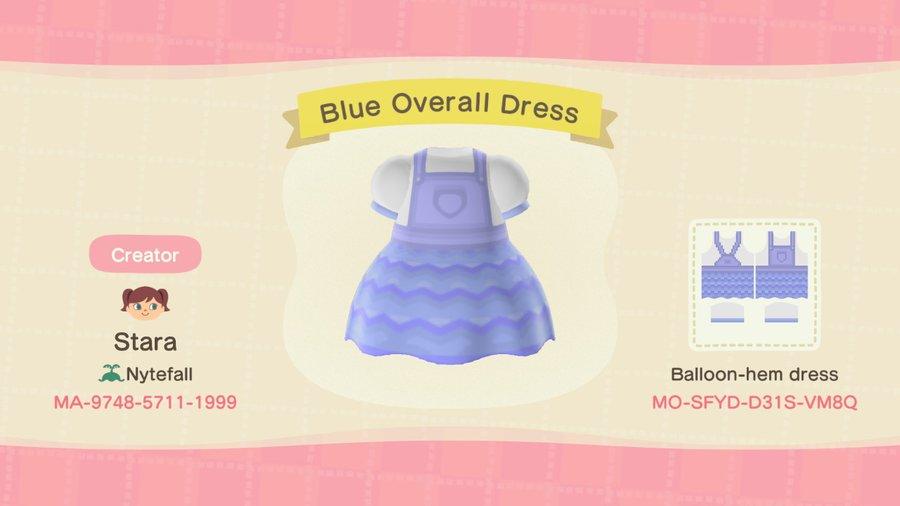 Blue Overall Dress
Creator
Stara
Nytefall
MA-9748-5711-1999
Balloon-hem dress
MO-SFYD-D31S-VM8Q